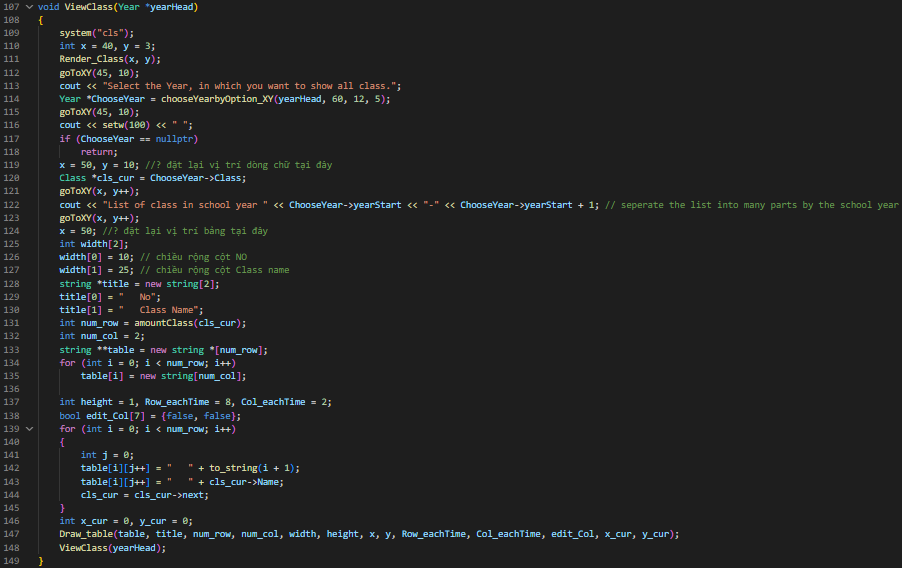 107 void ViewClass(Year *yearHead)
108 {
109 system("cls");
110 int x = 40, y = 3;
111 Render_Class(x, y);
112 goToXY(45, 10);
113 cout << "Select the Year, in which you want to show all class.";
114 Year *ChooseYear = chooseYearbyOption_XY(yearHead, 60, 12, 5);
115 goToXY(45, 10);
116 cout << setw(100) << " ";
117 if (ChooseYear == nullptr)
118 return;
119 x = 50, y = 10; //? đặt lại vị trí dòng chữ tại đây
120 Class *cls_cur = ChooseYear->Class;
121 goToXY(x, y++);
122 cout << "List of class in school year " << ChooseYear->yearStart << "-" << ChooseYear->yearStart + 1; // seperate the list into many parts by the school year
123 goToXY(x, y++);
124 x = 50; //? đặt lại vị trí bảng tại đây
125 int width[2];
126 width[0] = 10; // chiều rộng cột NO
127 width[1] = 25; // chiều rộng cột Class name
128 string *title = new string[2];
129 title[0] = "   No";
130 title[1] = "   Class Name";
131 int num_row = amountClass(cls_cur);
132 int num_col = 2;
133 string **table = new string *[num_row];
134 for (int i = 0; i < num_row; i++)
135 table[i] = new string[num_col];
136
137 int height = 1, Row_eachTime = 8, Col_eachTime = 2;
138 bool edit_Col[7] = {false, false};
139 for (int i = 0; i < num_row; i++)
140 {
141 int j = 0;
142 table[i][j++] = "   " + to_string(i + 1);
143 table[i][j++] = "   " + cls_cur->Name;
144 cls_cur = cls_cur->next;
145 }
146 int x_cur = 0, y_cur = 0;
147 Draw_table(table, title, num_row, num_col, width, height, x, y, Row_eachTime, Col_eachTime, edit_Col, x_cur, y_cur);
148 ViewClass(yearHead);
149 }